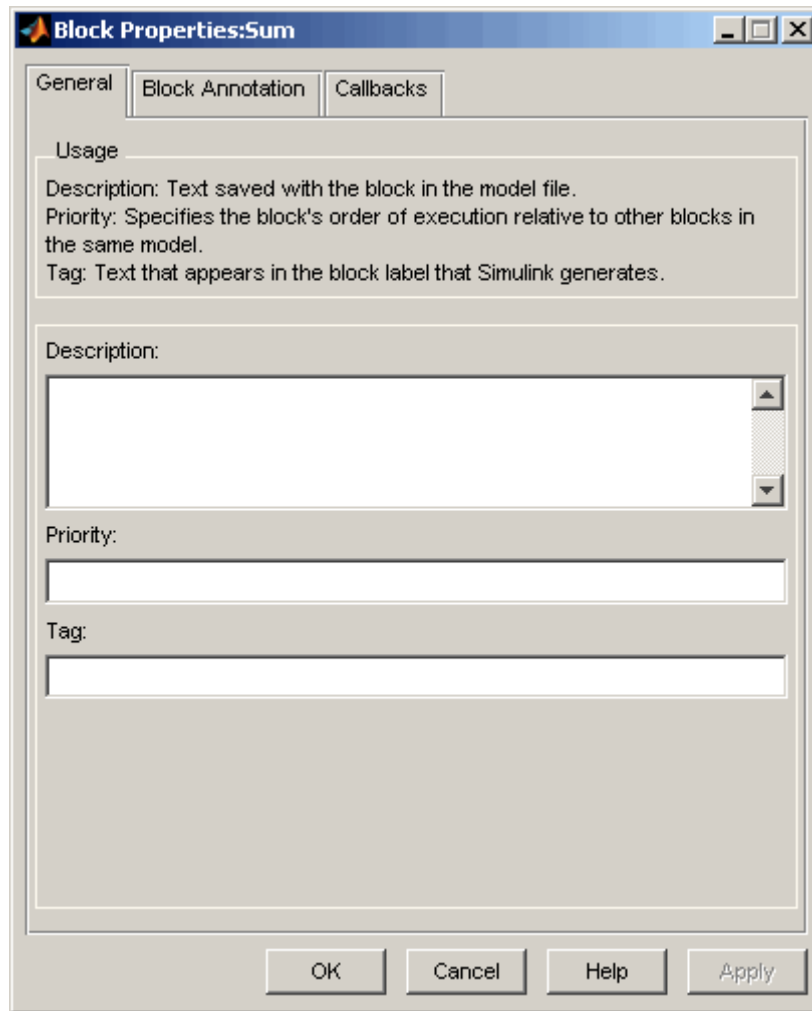 Block Properties:Sum
General
Block Annotation
Callbacks
Usage
Description: Text saved with the block in the model file.
Priority: Specifies the block's order of execution relative to other blocks in
the same model.
Tag: Text that appears in the block label that Simulink generates.
Description:
Priority:
Tag:
OK
Cancel
Help
Apply